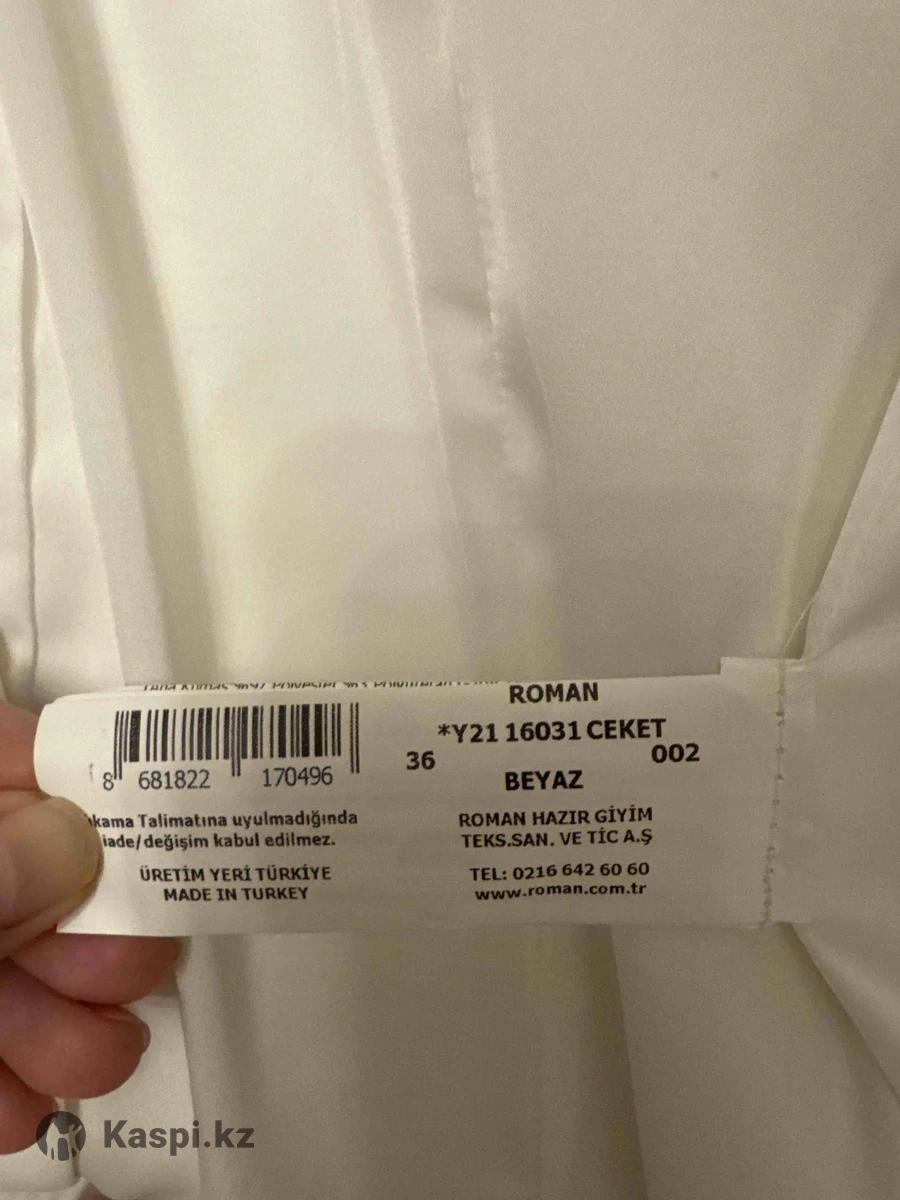 ROMAN
*Y21 16031 CEKET
36 002
BEYAZ
ROMAN HAZIR GİYİM
TEKS.SAN. VE TİC A.Ş
TEL: 0216 642 60 60
www.roman.com.tr
8 681822 170496
Talimatına uyulmadığında
iade/değişim kabul edilmez.
ÜRETİM YERİ TÜRKİYE
MADE IN TURKEY
Kaspi.kz